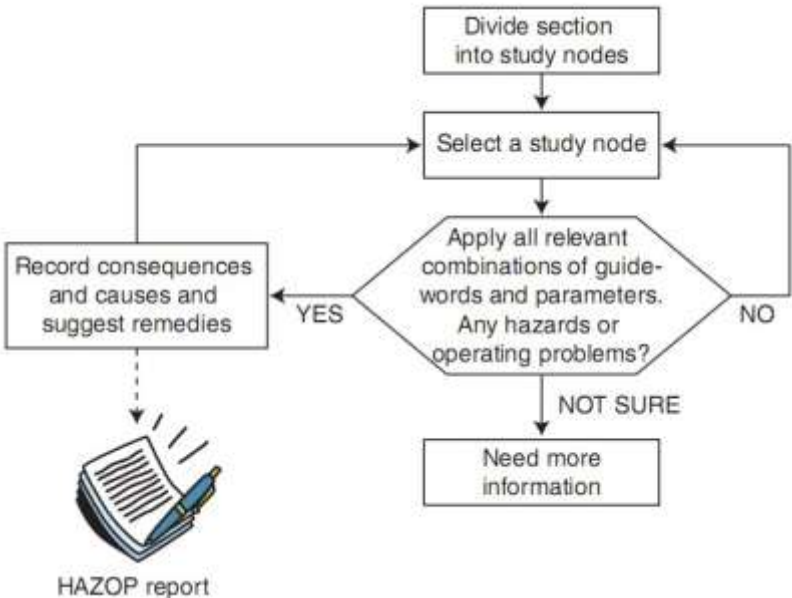 Divide section
into study nodes
Select a study node
Apply all relevant
combinations of guide-
words and parameters.
Any hazards or
operating problems?
Record consequences
and causes and
suggest remedies
YES
NO
NOT SURE
Need more
information
HAZOP report